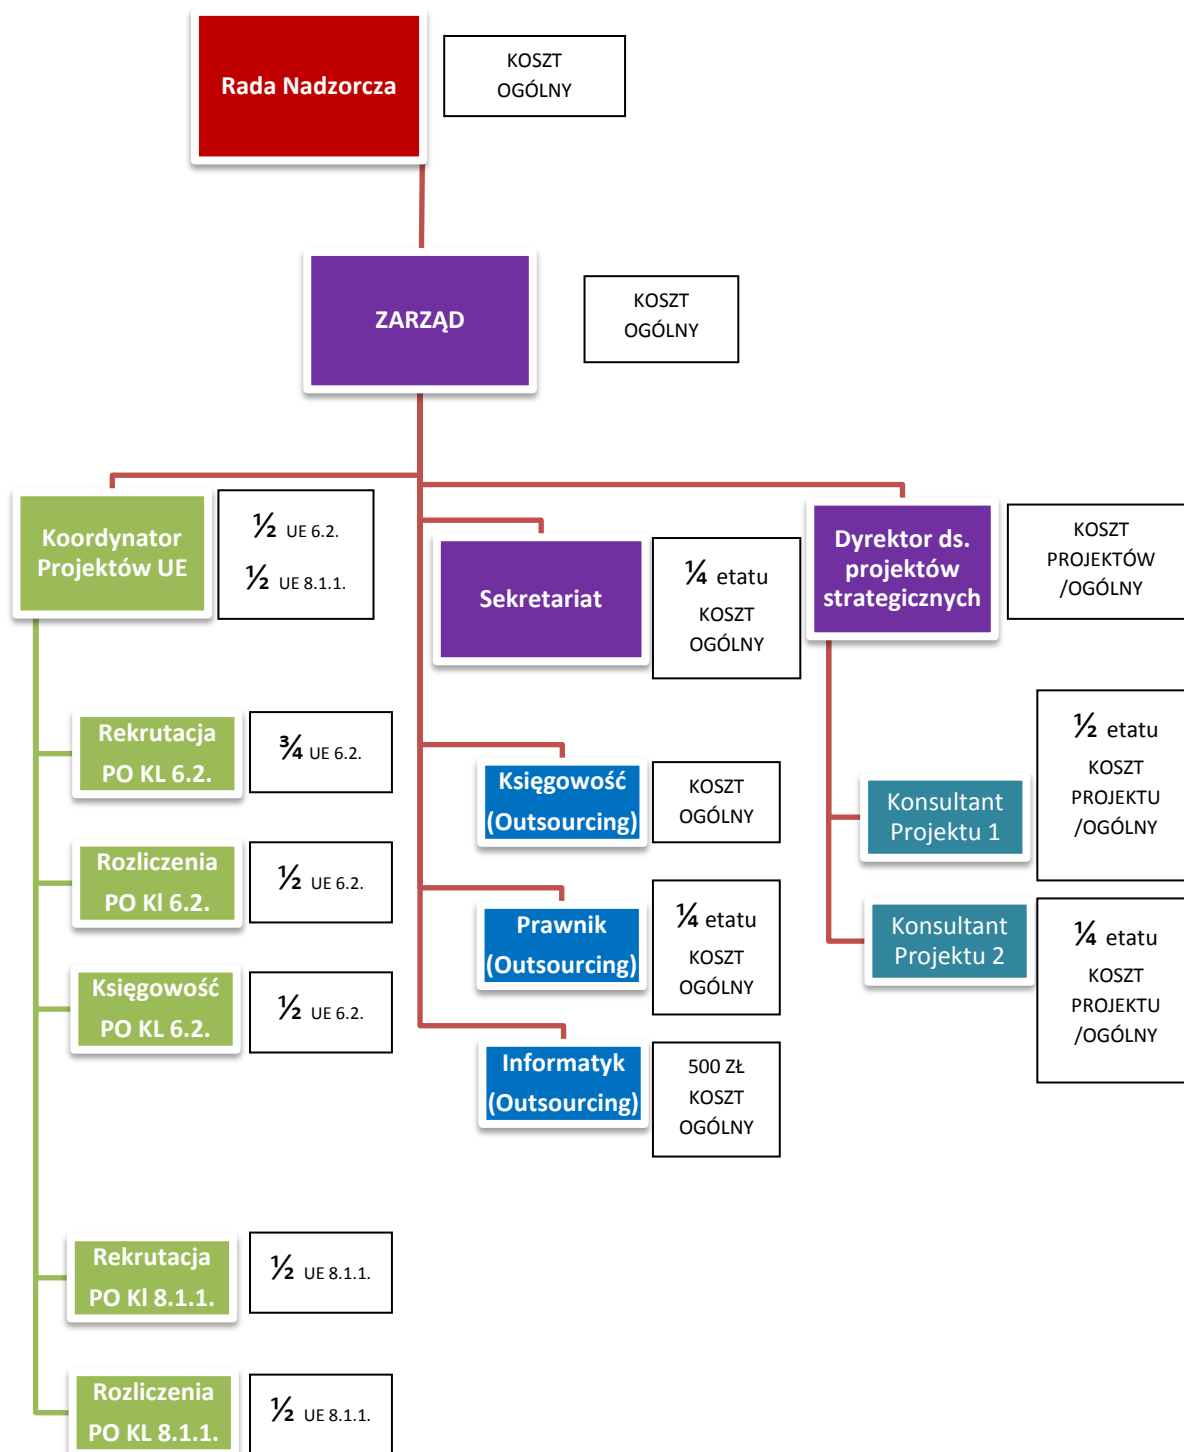 Rada Nadzorcza
KOSZT
OGÓLNY
ZARZĄD
KOSZT
OGÓLNY
Koordynator
Projektów UE
½ UE 6.2.
½ UE 8.1.1.
Sekretariat
¼ etatu
KOSZT
OGÓLNY
Dyrektor ds.
projektów
strategicznych
KOSZT
PROJEKTÓW
/OGÓLNY
Rekrutacja
PO KL 6.2.
¾ UE 6.2.
Rozliczenia
PO Kl 6.2.
½ UE 6.2.
Księgowość
PO KL 6.2.
½ UE 6.2.
Rekrutacja
PO Kl 8.1.1.
½ UE 8.1.1.
Rozliczenia
PO KL 8.1.1.
½ UE 8.1.1.
Księgowość
(Outsourcing)
KOSZT
OGÓLNY
Prawnik
(Outsourcing)
¼ etatu
KOSZT
OGÓLNY
Informatyk
(Outsourcing)
500 ZŁ
KOSZT
OGÓLNY
Konsultant
Projektu 1
½ etatu
KOSZT
PROJEKTU
/OGÓLNY
Konsultant
Projektu 2
¼ etatu
KOSZT
PROJEKTU
/OGÓLNY